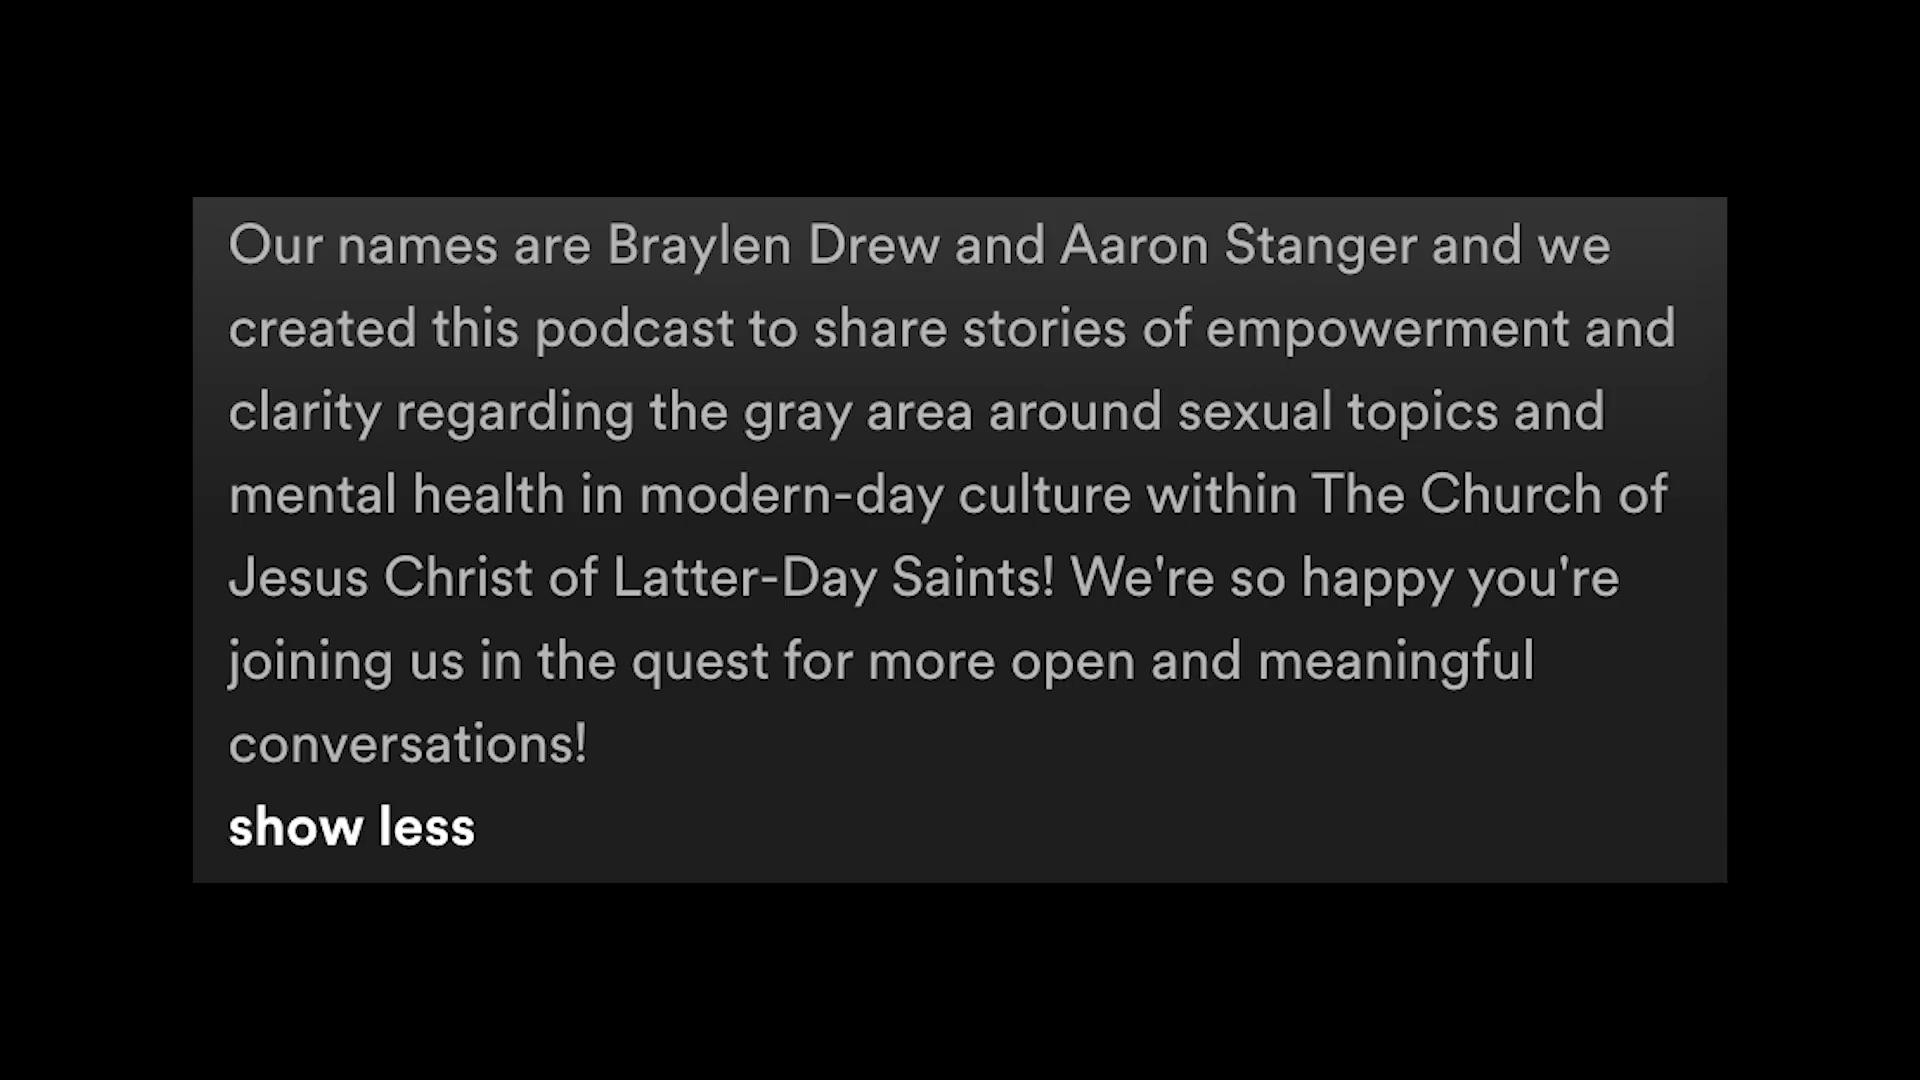 Our names are Braylen Drew and Aaron Stanger and we
created this podcast to share stories of empowerment and
clarity regarding the gray area around sexual topics and
mental health in modern-day culture within The Church of
Jesus Christ of Latter-Day Saints! We're so happy you're
joining us in the quest for more open and meaningful
conversations!
show less